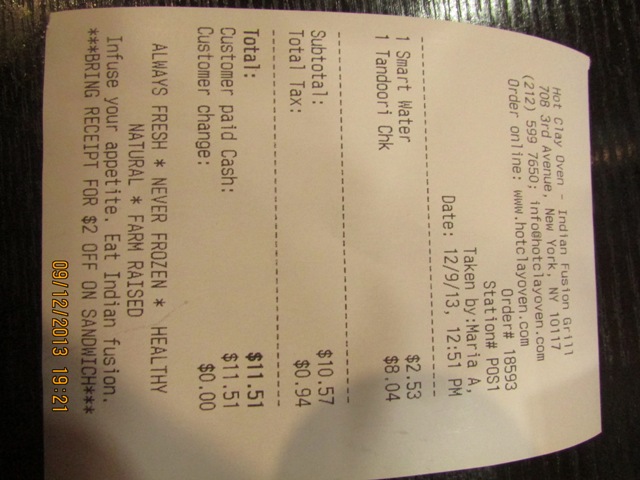 Hot Clay Oven - Indian Fusion Grill
708 3rd Avenue, New York, NY 10117
(212) 599 7650; info@hotclayoven.com
Order online: www.hotclayoven.com
Order# 18593
Station# POS1
Taken by:Maria A,
Date: 12/9/13, 12:51 PM
1 Smart Water $2.53
1 Tandoori Chk $8.04
Subtotal: $10.57
Total Tax: $0.94
Total: $11.51
Customer paid Cash: $11.51
Customer change: $0.00
ALWAYS FRESH * NEVER FROZEN * HEALTHY
NATURAL * FARM RAISED
Infuse your appetite. Eat Indian fusion.
***BRING RECEIPT FOR $2 OFF ON SANDWICH***
09/12/2013 19:21